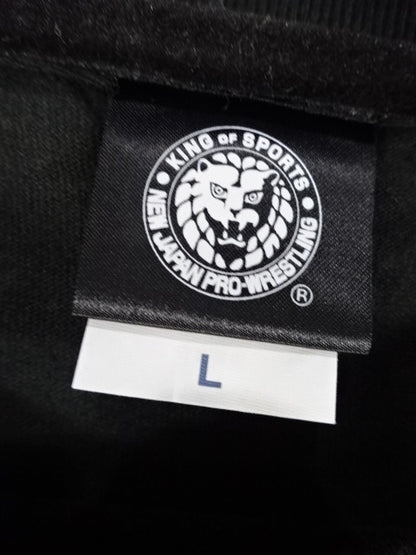 • KING OF SPORTS •
NEW JAPAN PRO-WRESTLING
®
L